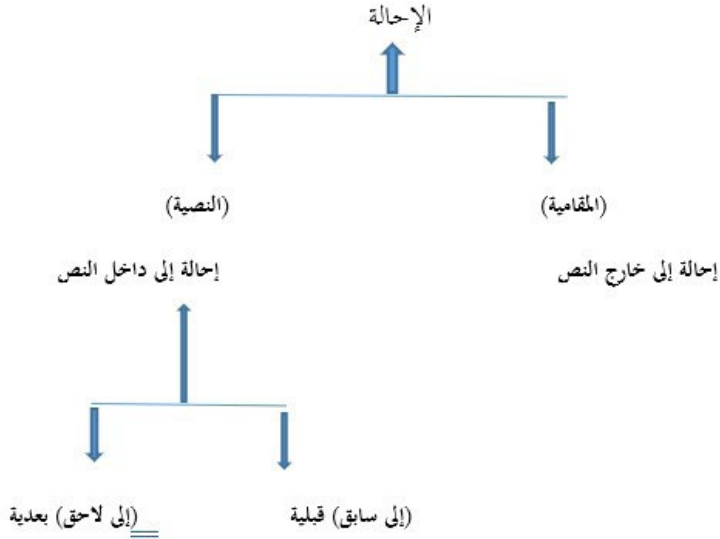 الإحالة
(المقامية)
(النصية)
إحالة إلى خارج النص
إحالة إلى داخل النص
(إلى سابق) قبلية
(إلى لاحق) بعدية